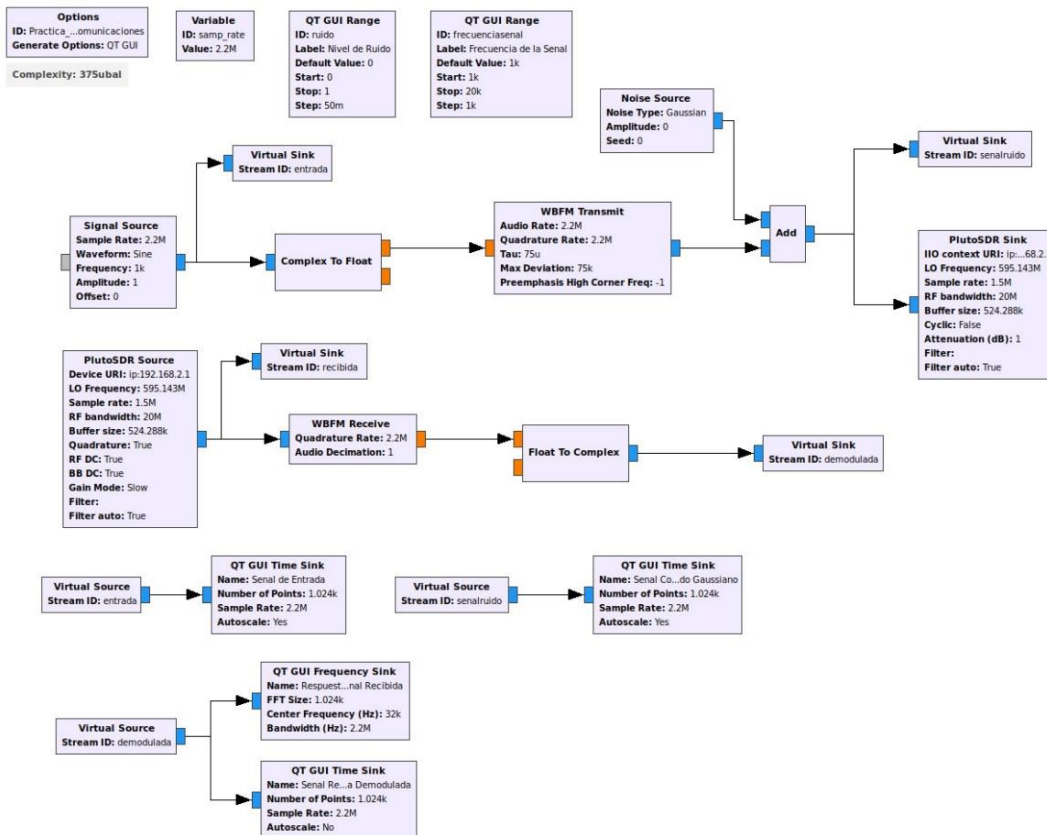 Options
ID: Practica_...omunicaciones
Generate Options: QT GUI
Complexity: 375ubal
Variable
ID: samp_rate
Value: 2.2M
QT GUI Range
ID: ruido
Label: Nivel de Ruido
Default Value: 0
Start: 0
Stop: 1
Step: 50m
QT GUI Range
ID: frecuenciasenal
Label: Frecuencia de la Senal
Default Value: 1k
Start: 1k
Stop: 20k
Step: 1k
Noise Source
Noise Type: Gaussian
Amplitude: 0
Seed: 0
Virtual Sink
Stream ID: entrada
Virtual Sink
Stream ID: senalruido
Signal Source
Sample Rate: 2.2M
Waveform: Sine
Frequency: 1k
Amplitude: 1
Offset: 0
Complex To Float
WBFM Transmit
Audio Rate: 2.2M
Quadrature Rate: 2.2M
Tau: 75u
Max Deviation: 75k
Preemphasis High Corner Freq: -1
Add
PlutoSDR Sink
IIO context URI: ip:...68.2.
LO Frequency: 595.143M
Sample rate: 1.5M
RF bandwidth: 20M
Buffer size: 524.288k
Cyclic: False
Attenuation (dB): 1
Filter:
Filter auto: True
PlutoSDR Source
Device URI: ip:192.168.2.1
LO Frequency: 595.143M
Sample rate: 1.5M
RF bandwidth: 20M
Buffer size: 524.288k
Quadrature: True
RF DC: True
BB DC: True
Gain Mode: Slow
Filter:
Filter auto: True
Virtual Sink
Stream ID: recibida
WBFM Receive
Quadrature Rate: 2.2M
Audio Decimation: 1
Float To Complex
Virtual Sink
Stream ID: demodulada
Virtual Source
Stream ID: entrada
QT GUI Time Sink
Name: Senal de Entrada
Number of Points: 1.024k
Sample Rate: 2.2M
Autoscale: Yes
Virtual Source
Stream ID: senalruido
QT GUI Time Sink
Name: Senal Co...do Gaussiano
Number of Points: 1.024k
Sample Rate: 2.2M
Autoscale: Yes
Virtual Source
Stream ID: demodulada
QT GUI Frequency Sink
Name: Respuest...nal Recibida
FFT Size: 1.024k
Center Frequency (Hz): 32k
Bandwidth (Hz): 2.2M
QT GUI Time Sink
Name: Senal Re...a Demodulada
Number of Points: 1.024k
Sample Rate: 2.2M
Autoscale: No